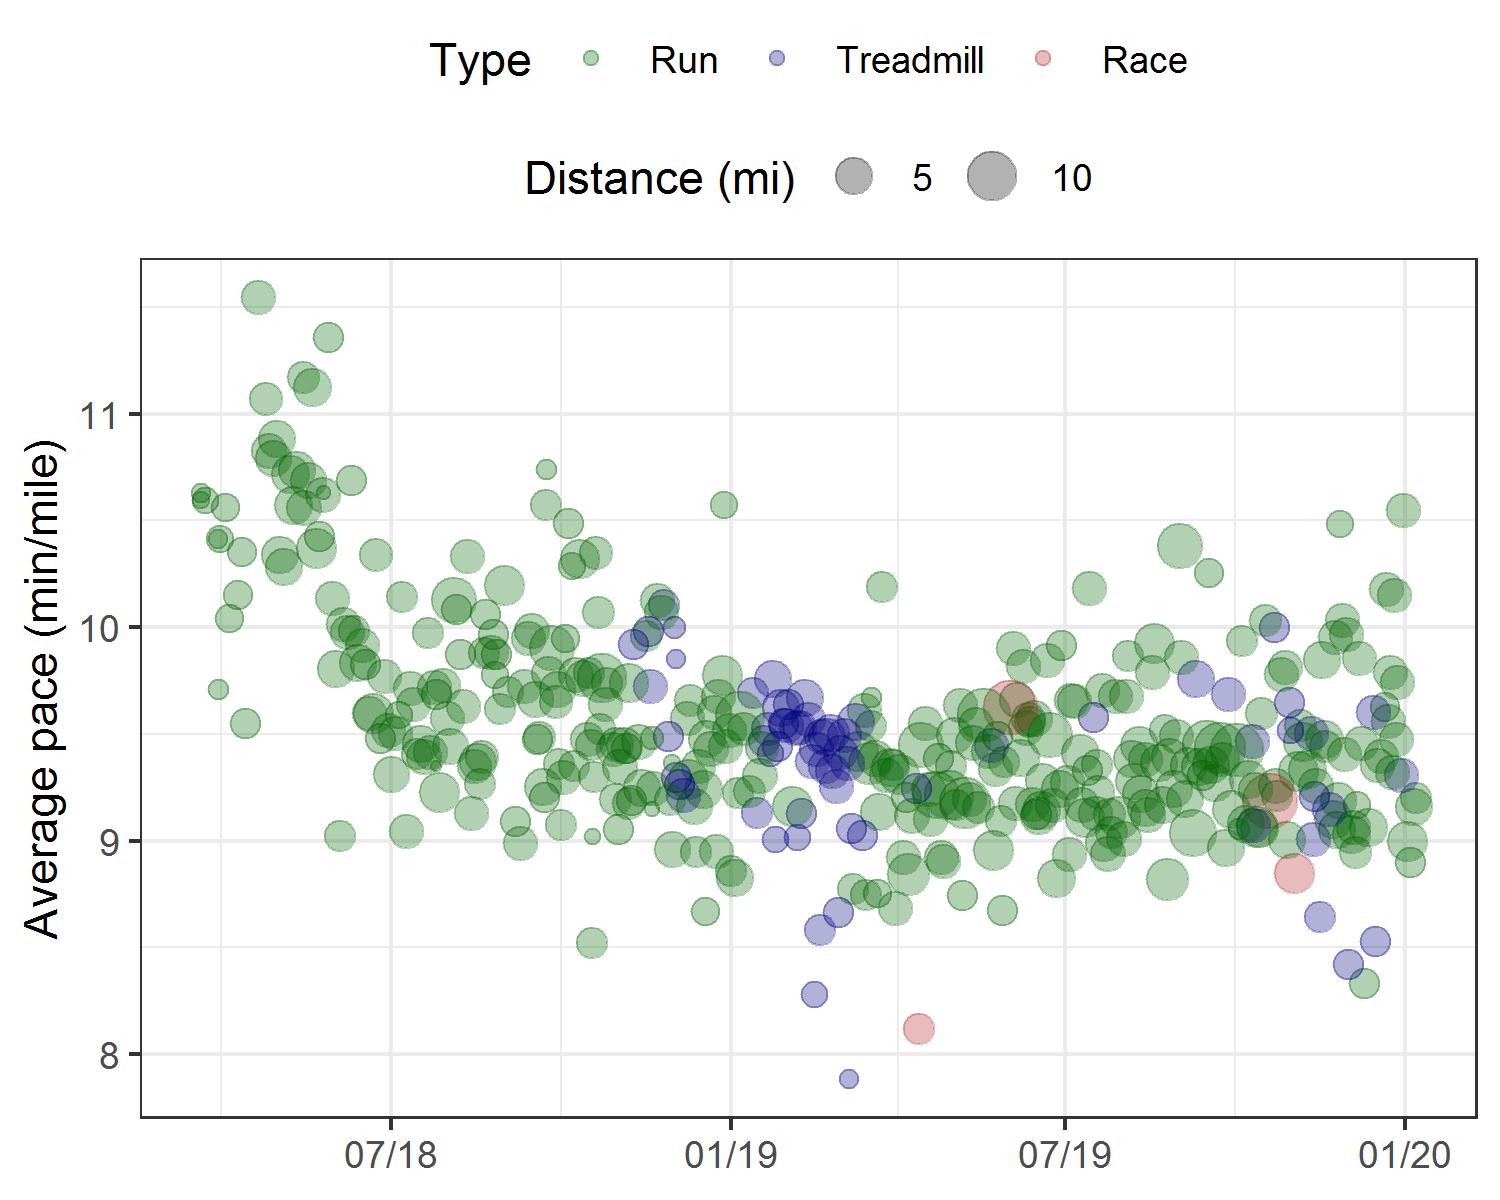 Type Run Treadmill Race
Distance (mi) 5 10
Average pace (min/mile)
11
10
9
8
07/18 01/19 07/19 01/20